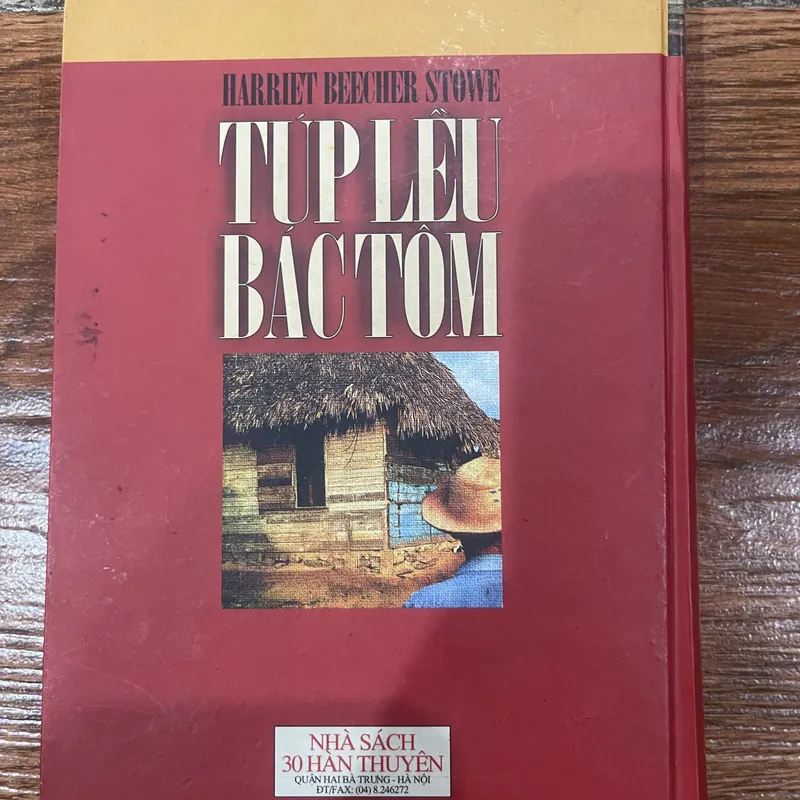 HARRIET BEECHER STOWE
TÚP LỀU
BÁC TÔM
NHÀ SÁCH
30 HÀN THUYÊN
QUẬN HAI BÀ TRƯNG - HÀ NỘI
ĐT/FAX: (04) 8.246272